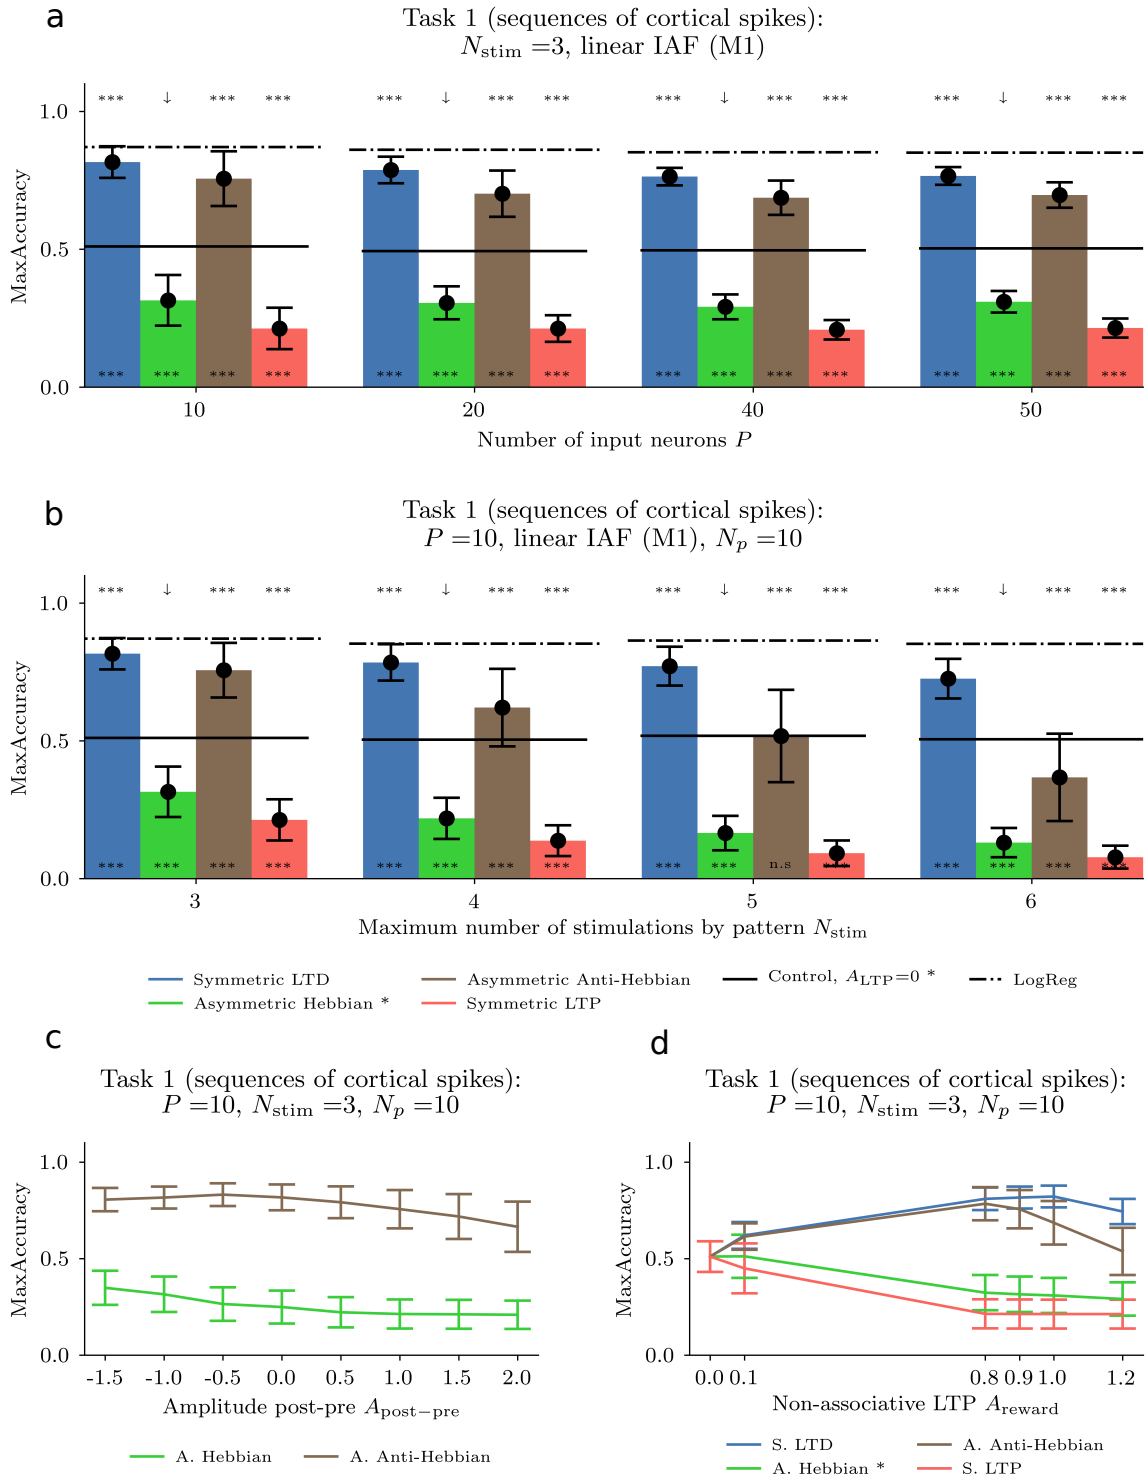 a
Task 1 (sequences of cortical spikes):
N_stim =3, linear IAF (M1)
*** ↓ *** *** *** ↓ *** *** *** ↓ *** *** *** ↓ *** ***
1.0
0.5
0.0
MaxAccuracy
*** *** *** *** *** *** *** *** *** *** *** *** *** *** *** ***
10 20 40 50
Number of input neurons P
b
Task 1 (sequences of cortical spikes):
P =10, linear IAF (M1), N_p =10
*** ↓ *** *** *** ↓ *** *** *** ↓ *** *** *** ↓ *** ***
1.0
0.5
0.0
MaxAccuracy
*** *** *** *** *** *** *** *** *** *** n.s *** *** *** *** ***
3 4 5 6
Maximum number of stimulations by pattern N_stim
Symmetric LTD
Asymmetric Anti-Hebbian
Control, A_LTP=0 *
LogReg
Asymmetric Hebbian *
Symmetric LTP
c
Task 1 (sequences of cortical spikes):
P =10, N_stim =3, N_p =10
1.0
0.5
0.0
MaxAccuracy
-1.5 -1.0 -0.5 0.0 0.5 1.0 1.5 2.0
Amplitude post-pre A_post−pre
A. Hebbian
A. Anti-Hebbian
d
Task 1 (sequences of cortical spikes):
P =10, N_stim =3, N_p =10
1.0
0.5
0.0
MaxAccuracy
0.0 0.1 0.8 0.9 1.0 1.2
Non-associative LTP A_reward
S. LTD
A. Anti-Hebbian
A. Hebbian *
S. LTP